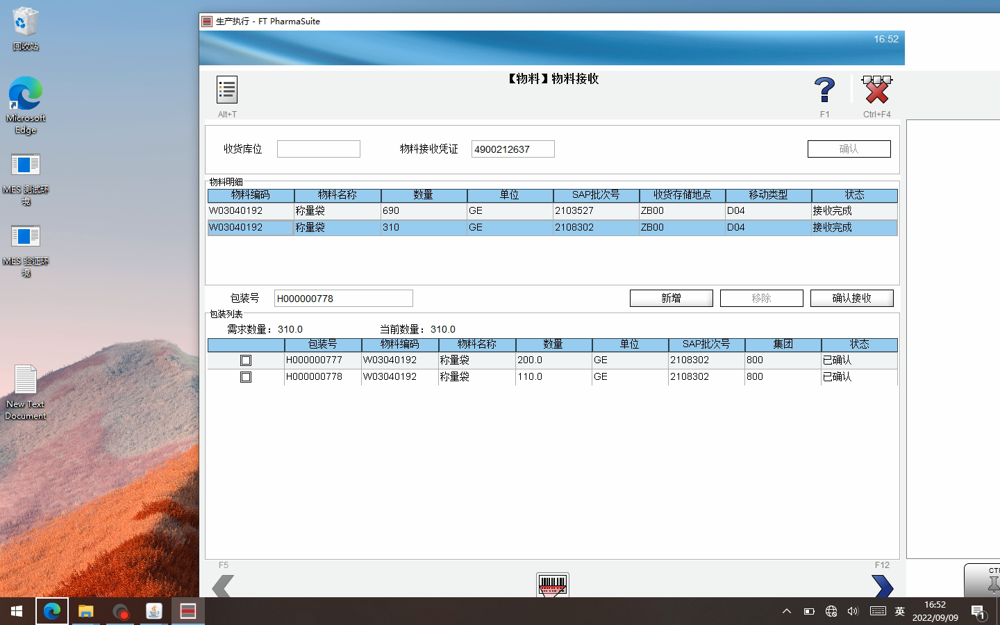 回收站
Microsoft
Edge
MES 测试环
境
MES 验证环
境
New Text
Document
生产执行 - FT PharmaSuite
16:52
Alt+T
【物料】物料接收
F1
Ctrl+F4
收货库位
物料接收凭证 4900212637
确认
物料明细
物料编码 物料名称 数量 单位 SAP批次号 收货存储地点 移动类型 状态
W03040192 称量袋 690 GE 2103527 ZB00 D04 接收完成
W03040192 称量袋 310 GE 2108302 ZB00 D04 接收完成
包装号 H000000778 新增 移除 确认接收
包装列表
需求数量: 310.0 当前数量: 310.0
包装号 物料编码 物料名称 数量 单位 SAP批次号 集团 状态
H000000777 W03040192 称量袋 200.0 GE 2108302 800 已确认
H000000778 W03040192 称量袋 110.0 GE 2108302 800 已确认
F5
F12
英
16:52
2022/09/09
1